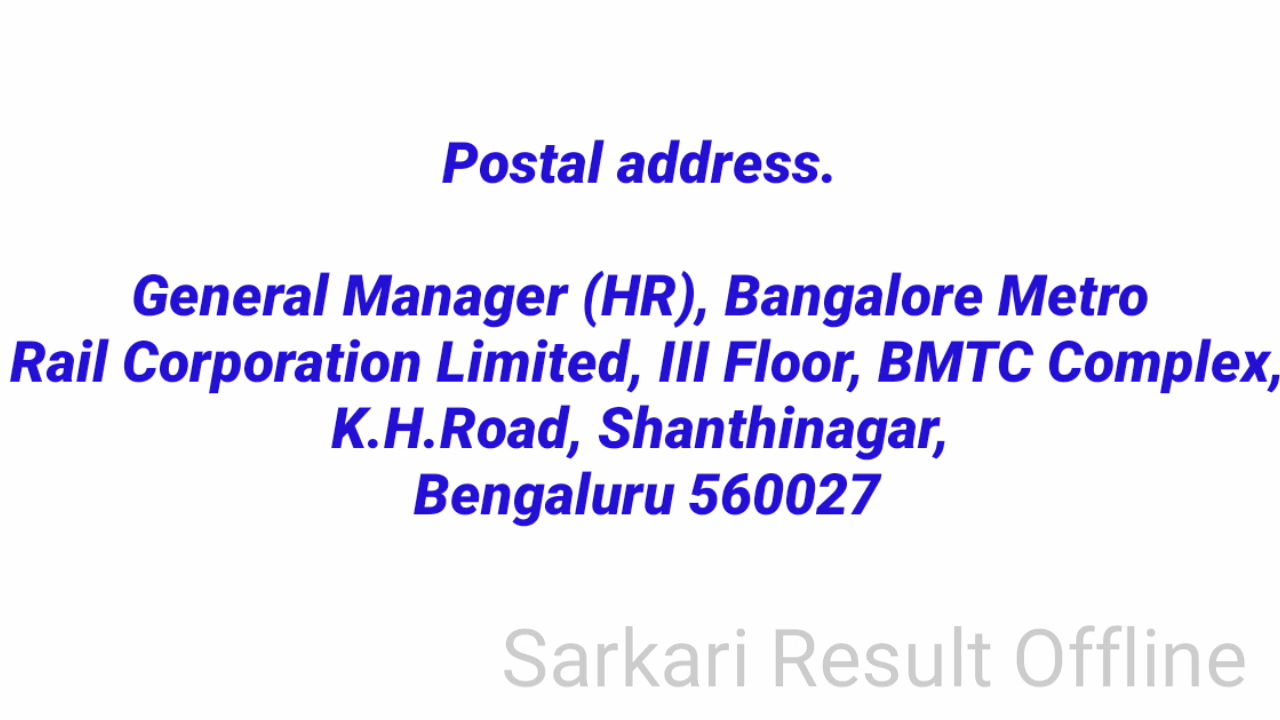 Postal address.
General Manager (HR), Bangalore Metro
Rail Corporation Limited, III Floor, BMTC Complex,
K.H.Road, Shanthinagar,
Bengaluru 560027
Sarkari Result Offline